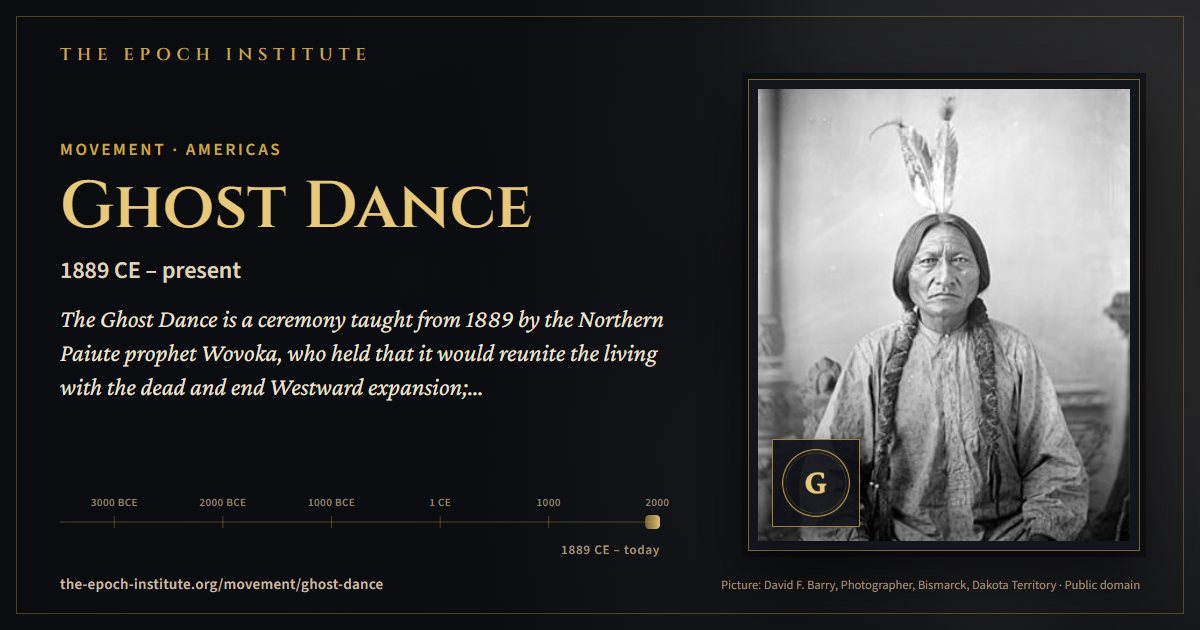 THE EPOCH INSTITUTE
MOVEMENT · AMERICAS
GHOST DANCE
1889 CE – present
The Ghost Dance is a ceremony taught from 1889 by the Northern
Paiute prophet Wovoka, who held that it would reunite the living
with the dead and end Westward expansion;...
3000 BCE 2000 BCE 1000 BCE 1 CE 1000 2000
1889 CE – today
the-epoch-institute.org/movement/ghost-dance
G
Picture: David F. Barry, Photographer, Bismarck, Dakota Territory · Public domain